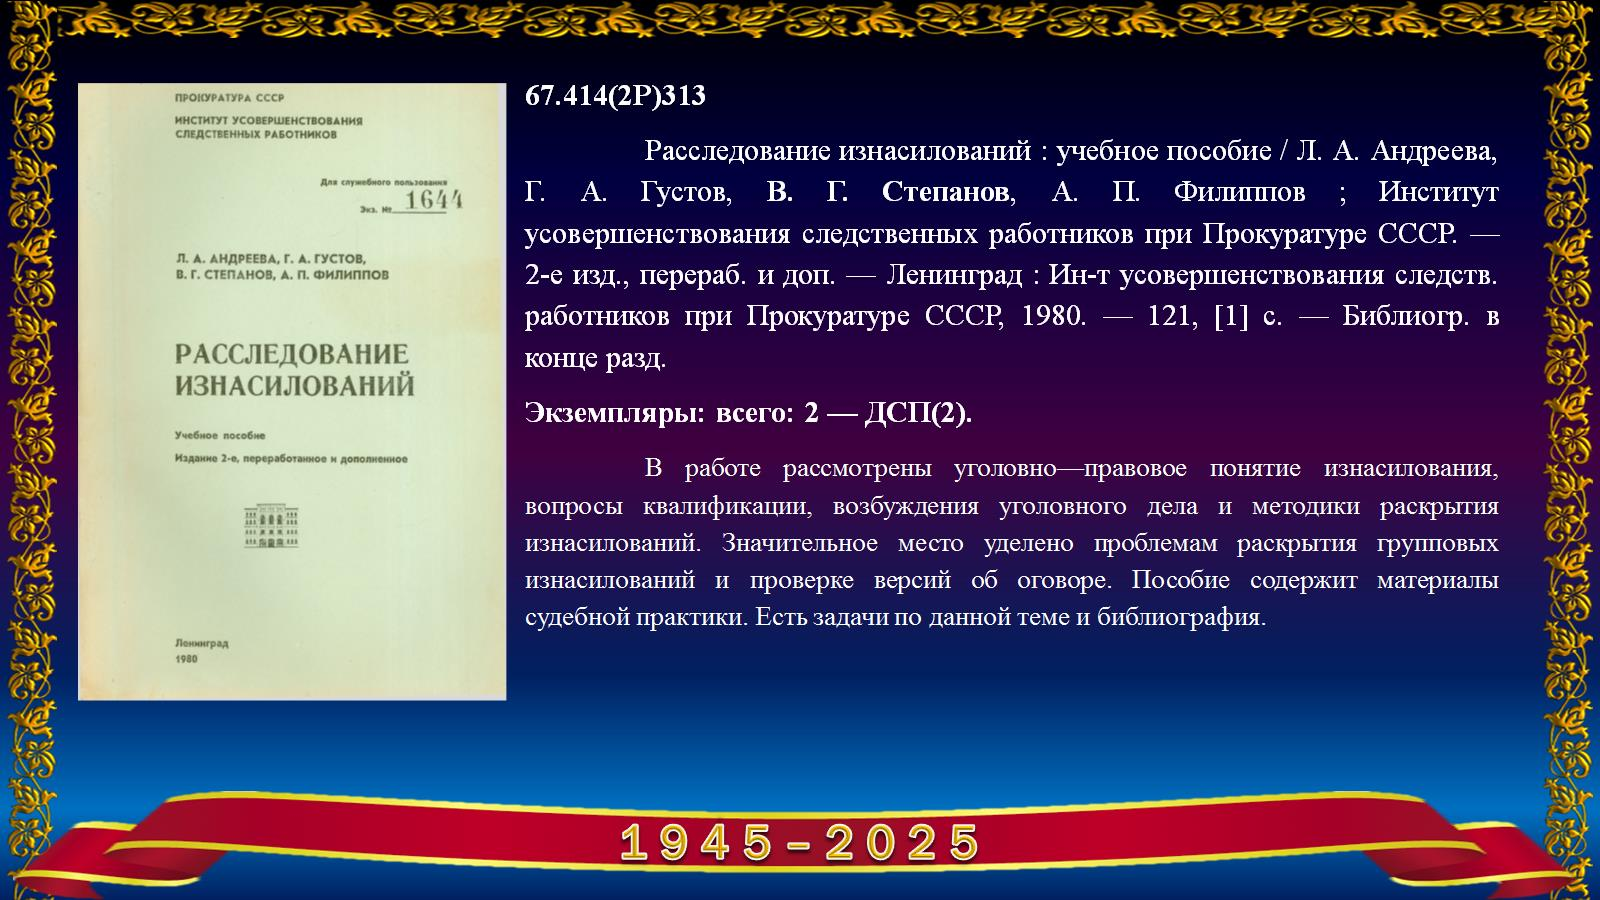 ПРОКУРАТУРА СССР
ИНСТИТУТ УСОВЕРШЕНСТВОВАНИЯ
СЛЕДСТВЕННЫХ РАБОТНИКОВ
Для служебного пользования
Экз. № 1644
Л. А. АНДРЕЕВА, Г. А. ГУСТОВ,
В. Г. СТЕПАНОВ, А. П. ФИЛИППОВ
РАССЛЕДОВАНИЕ
ИЗНАСИЛОВАНИЙ
Учебное пособие
Издание 2-е, переработанное и дополненное
Ленинград
1980
67.414(2Р)313
Расследование изнасилований : учебное пособие / Л. А. Андреева,
Г. А. Густов, В. Г. Степанов, А. П. Филиппов ; Институт
усовершенствования следственных работников при Прокуратуре СССР. —
2-е изд., перераб. и доп. — Ленинград : Ин-т усовершенствования следств.
работников при Прокуратуре СССР, 1980. — 121, [1] с. — Библиогр. в
конце разд.
Экземпляры: всего: 2 — ДСП(2).
В работе рассмотрены уголовно—правовое понятие изнасилования,
вопросы квалификации, возбуждения уголовного дела и методики раскрытия
изнасилований. Значительное место уделено проблемам раскрытия групповых
изнасилований и проверке версий об оговоре. Пособие содержит материалы
судебной практики. Есть задачи по данной теме и библиография.
1945–2025